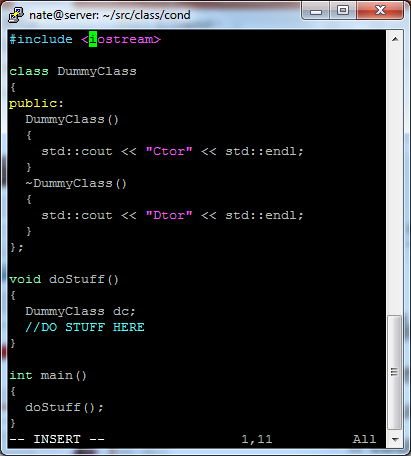 nate@server: ~/src/class/cond
#include <iostream>
class DummyClass
{
public:
  DummyClass()
  {
    std::cout << "Ctor" << std::endl;
  }
  ~DummyClass()
  {
    std::cout << "Dtor" << std::endl;
  }
};
void doStuff()
{
  DummyClass dc;
  //DO STUFF HERE
}
int main()
{
  doStuff();
}
-- INSERT -- 1,11 All